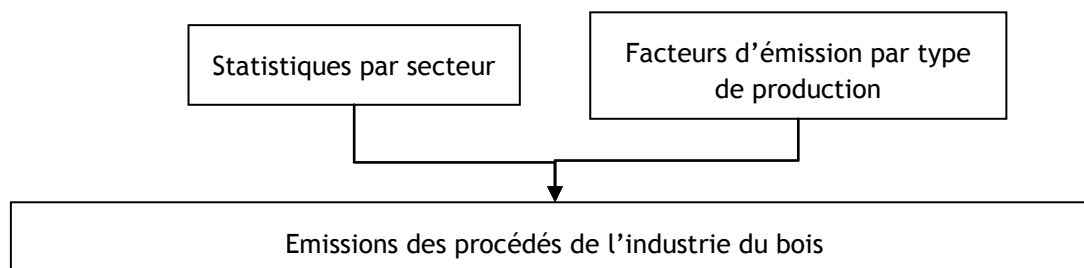 Statistiques par secteur
Facteurs d’émission par type
de production
Emissions des procédés de l’industrie du bois